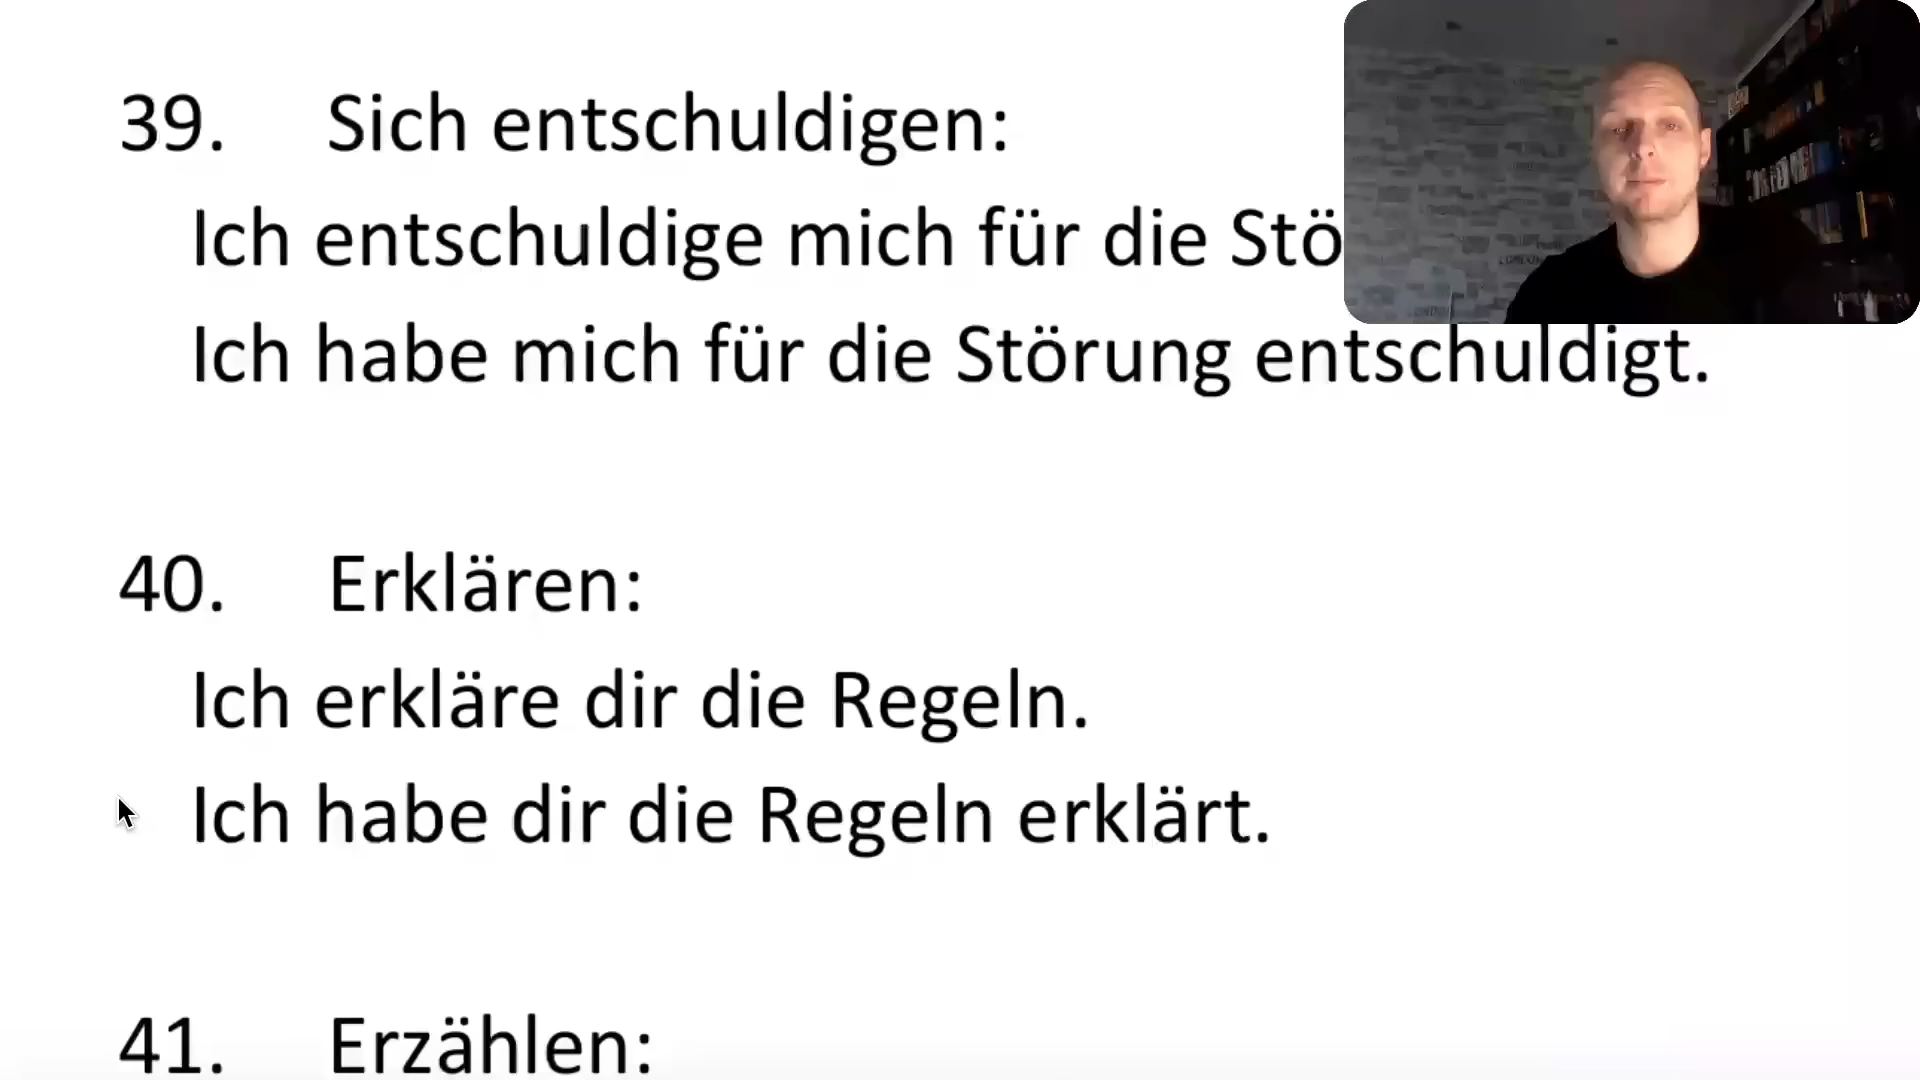 39. Sich entschuldigen:
Ich entschuldige mich für die
Ich habe mich für die Störung entschuldigt.
40. Erklären:
Ich erkläre dir die Regeln.
Ich habe dir die Regeln erklärt.
41. Erzählen: